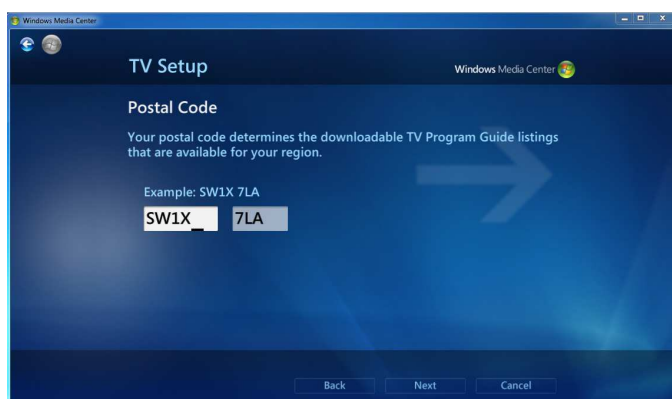 Windows Media Center
TV Setup
Windows Media Center
Postal Code
Your postal code determines the downloadable TV Program Guide listings
that are available for your region.
Example: SW1X 7LA
SW1X 7LA
Back Next Cancel